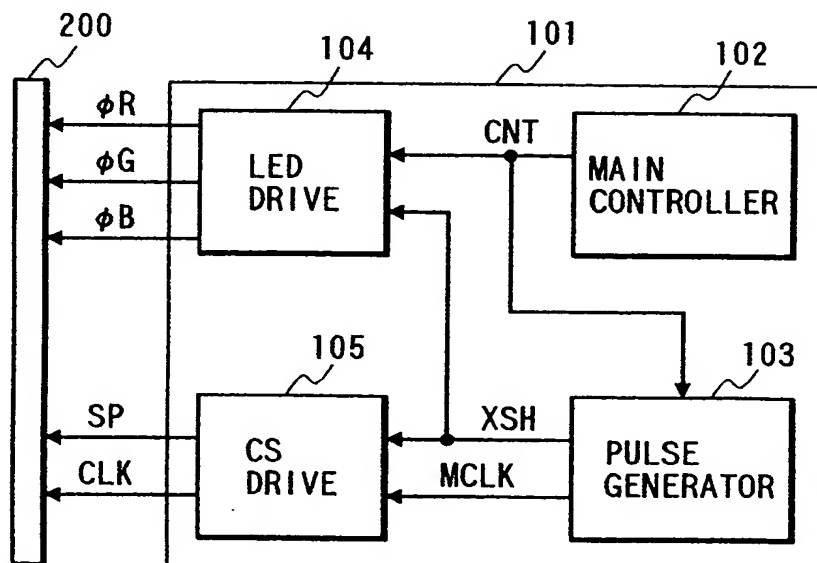 200
101
104
102
φR
φG
φB
LED
DRIVE
CNT
MAIN
CONTROLLER
105
103
SP
CLK
CS
DRIVE
XSH
MCLK
PULSE
GENERATOR